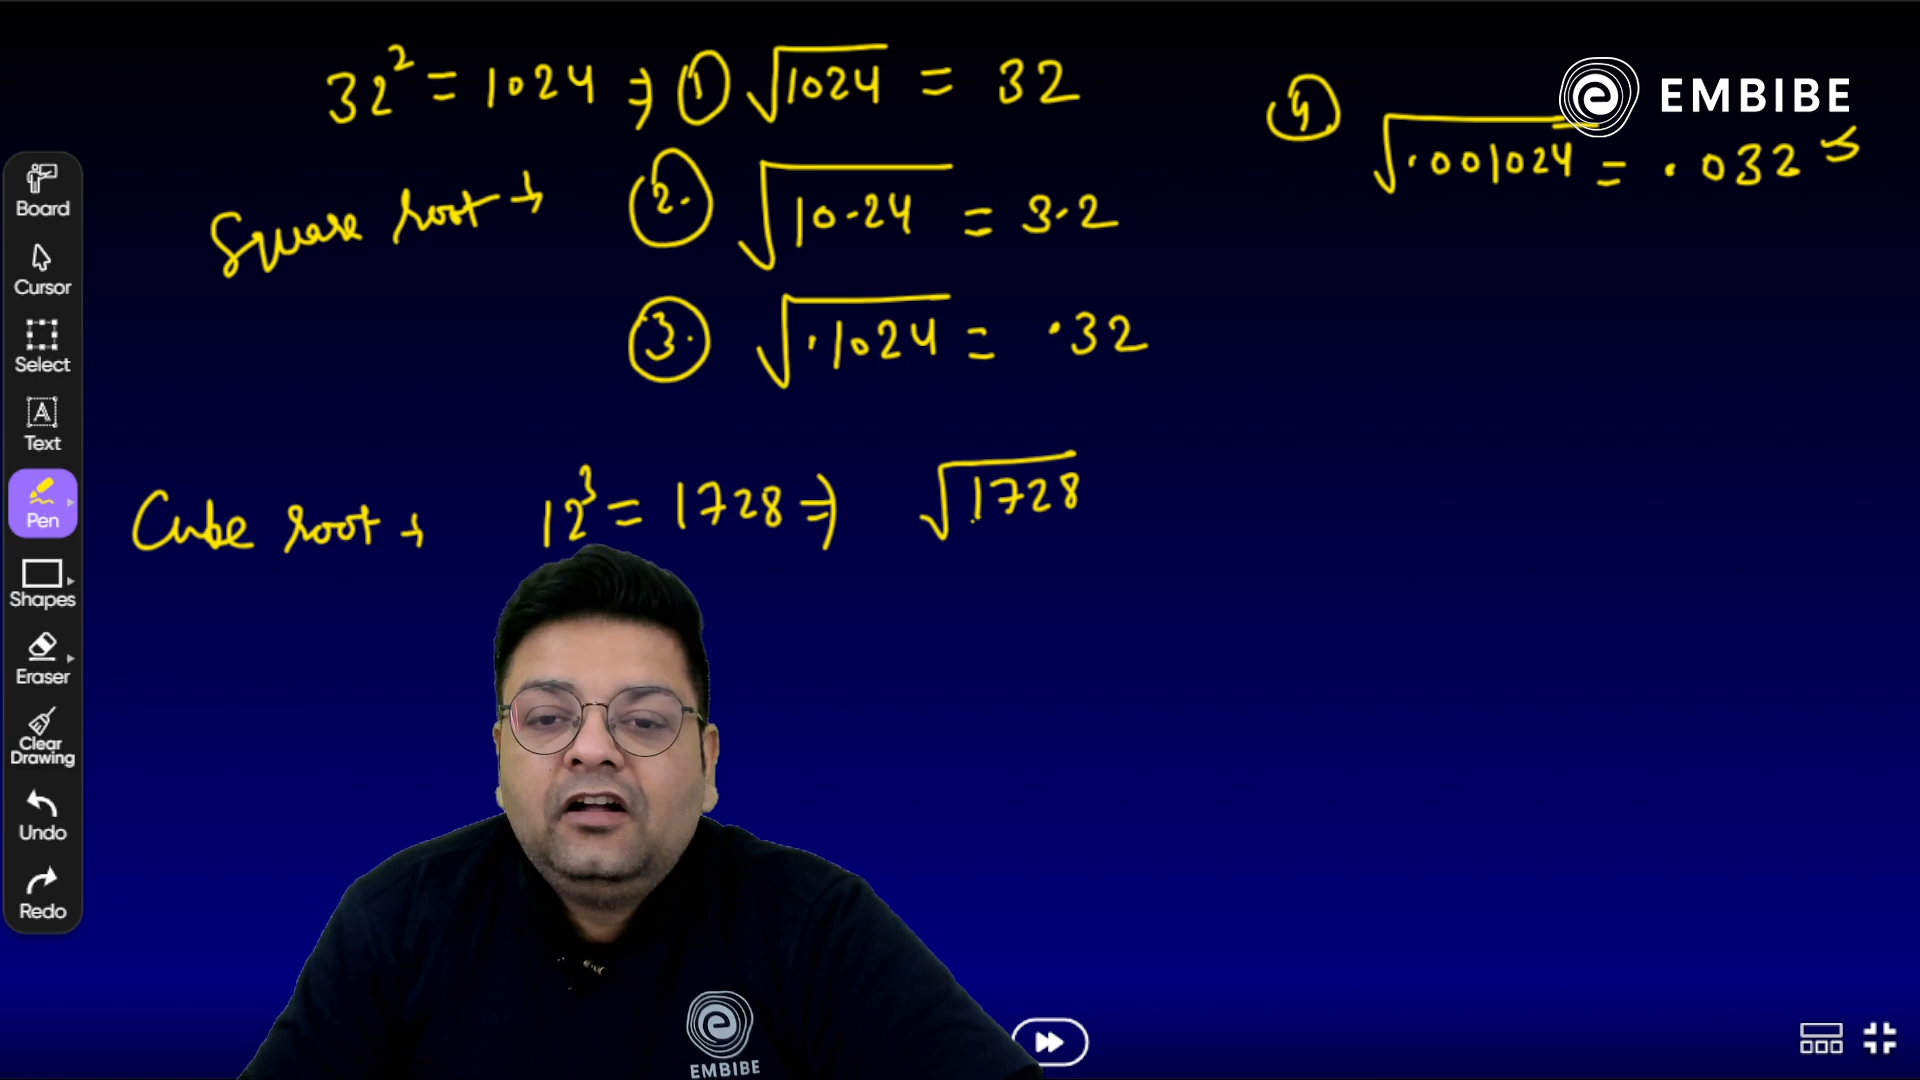 32² = 1024 ⇒ ① √1024 = 32
④ √.001024 = .032
EMBIBE
Square root → ②. √10.24 = 3.2
③. √.1024 = .32
Cube root → 12³ = 1728 ⇒ √1728
Board
Cursor
Select
Text
Pen
Shapes
Eraser
Clear
Drawing
Undo
Redo
EMBIBE